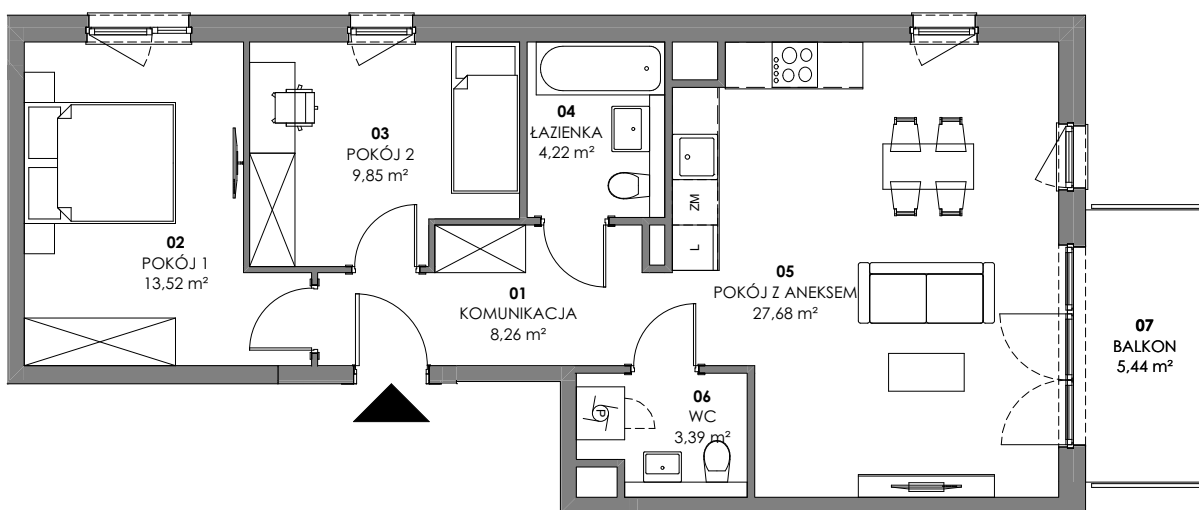 02
POKÓJ 1
13,52 m²
03
POKÓJ 2
9,85 m²
04
ŁAZIENKA
4,22 m²
01
KOMUNIKACJA
8,26 m²
ZM
L
05
POKÓJ Z ANEKSEM
27,68 m²
06
WC
3,39 m²
P
07
BALKON
5,44 m²